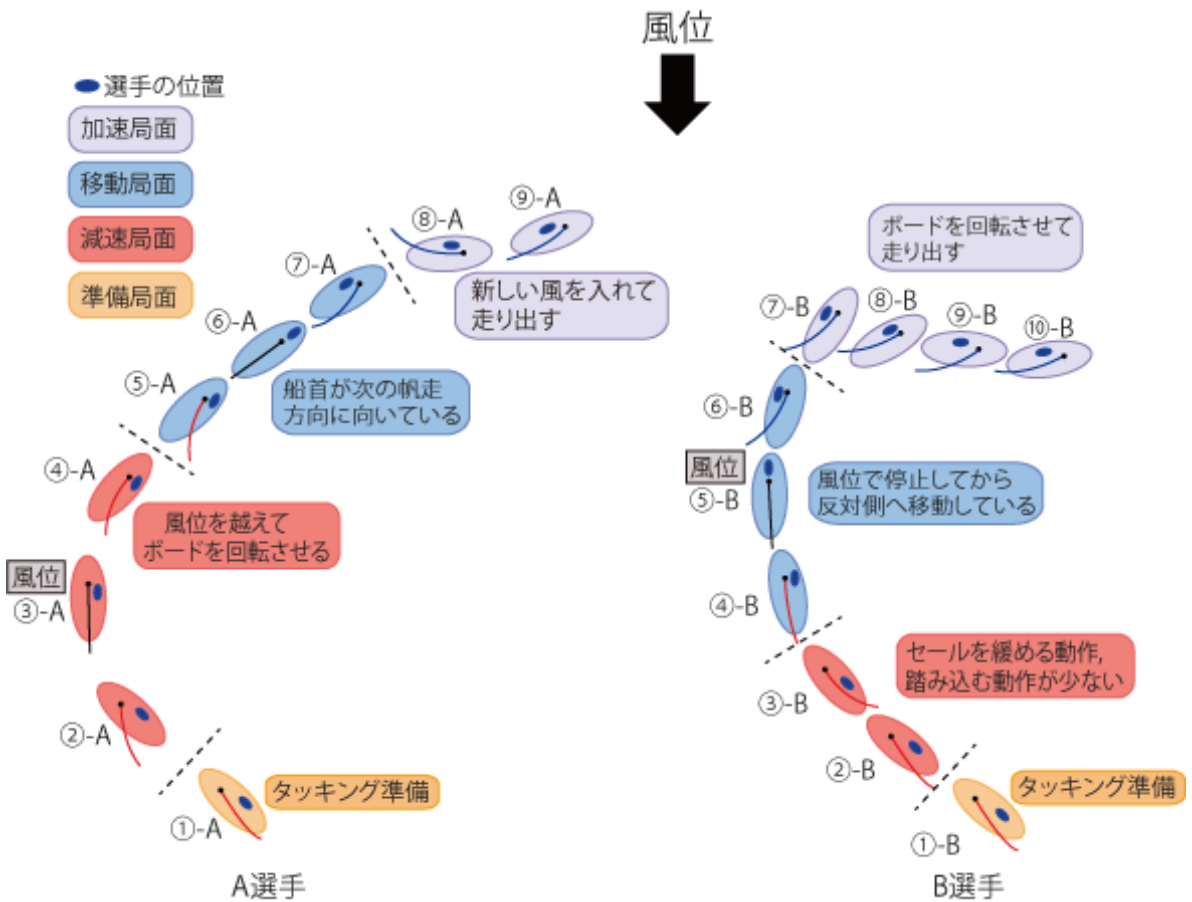 風位
選手の位置
加速局面
移動局面
減速局面
準備局面
⑨-A
⑧-A
⑦-A
新しい風を入れて
走り出す
⑥-A
⑤-A
船首が次の帆走
方向に向いている
④-A
風位を越えて
ボードを回転させる
風位
③-A
②-A
タッキング準備
①-A
A選手
ボードを回転させて
走り出す
⑦-B
⑧-B
⑨-B
⑩-B
⑥-B
風位
⑤-B
風位で停止してから
反対側へ移動している
④-B
セールを緩める動作,
踏み込む動作が少ない
③-B
②-B
タッキング準備
①-B
B選手